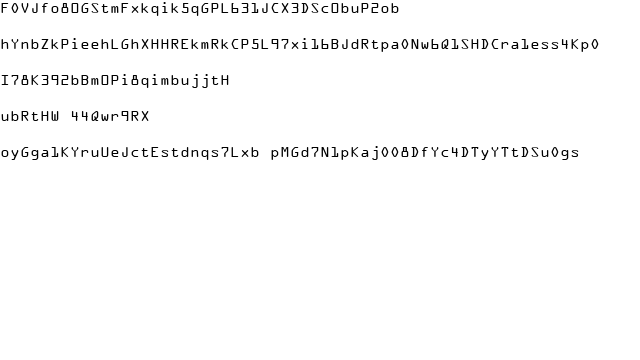 F0VJfo8OGStmFxkqik5qGPL631JCX3DScObuP2ob
hYnbZkPieehLGhXHHREkmRkCP5L97xi16BJdRtpa0Nw6Q1SHDCra1ess4Kp0
I78K392bBmOPi8qimbujjtH
ubRtHW 44Qwr9RX
oyGga1KYruUeJctEstdnqs7Lxb pMGd7N1pKaj008DfYc4DTyYTtDSu0gs